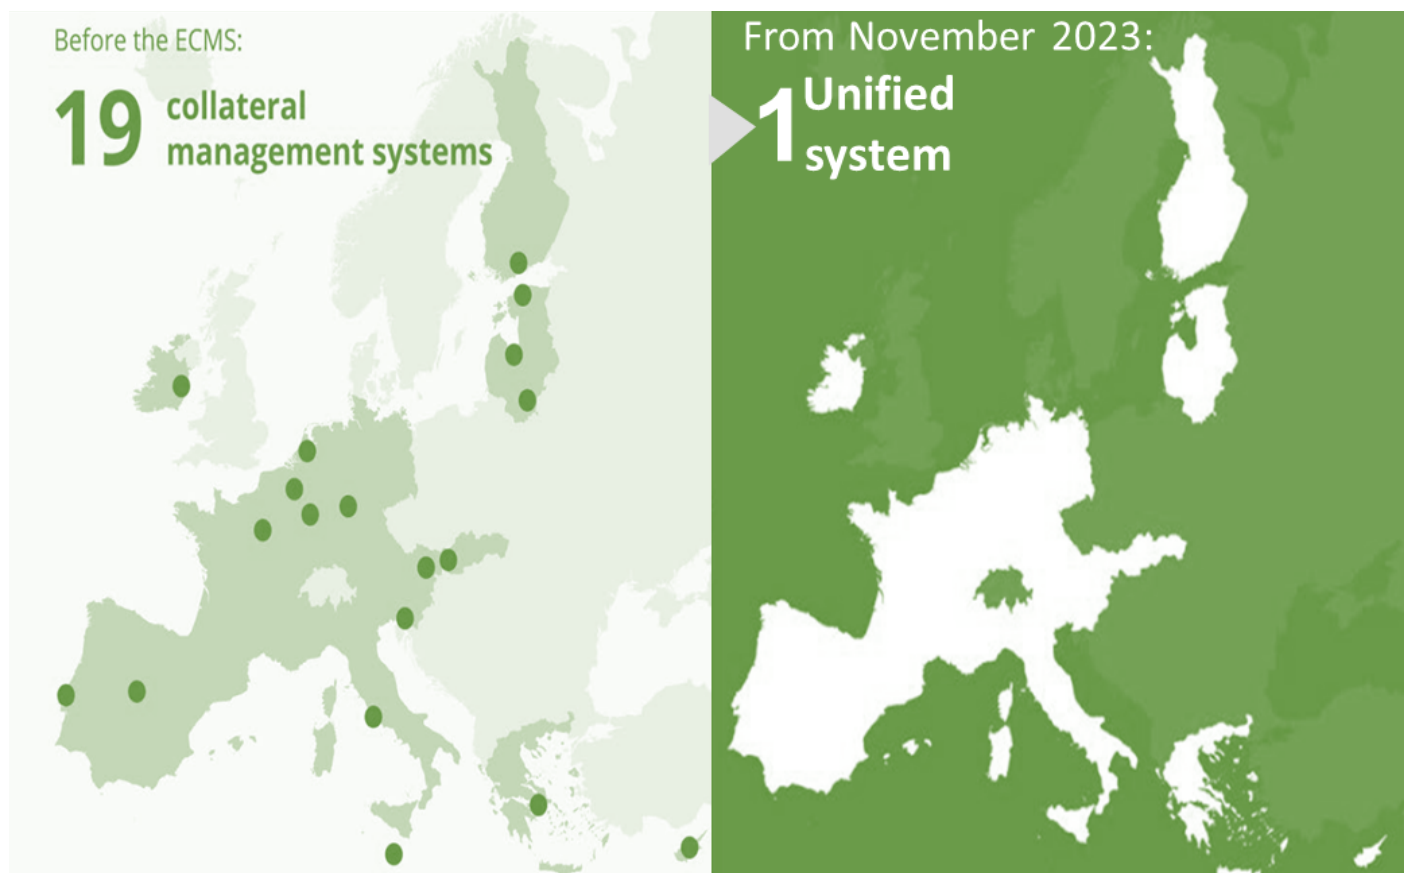 Before the ECMS:
19 collateral
management systems
From November 2023:
1 Unified
system